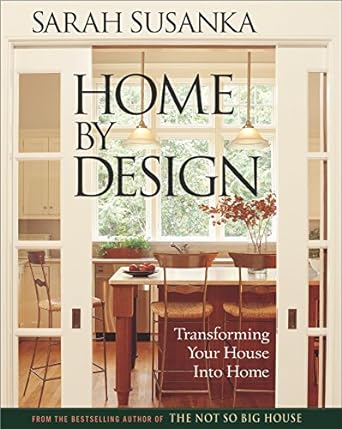 SARAH SUSANKA
HOME
BY
DESIGN
Transforming
Your House
Into Home
FROM THE BESTSELLING AUTHOR OF THE NOT SO BIG HOUSE